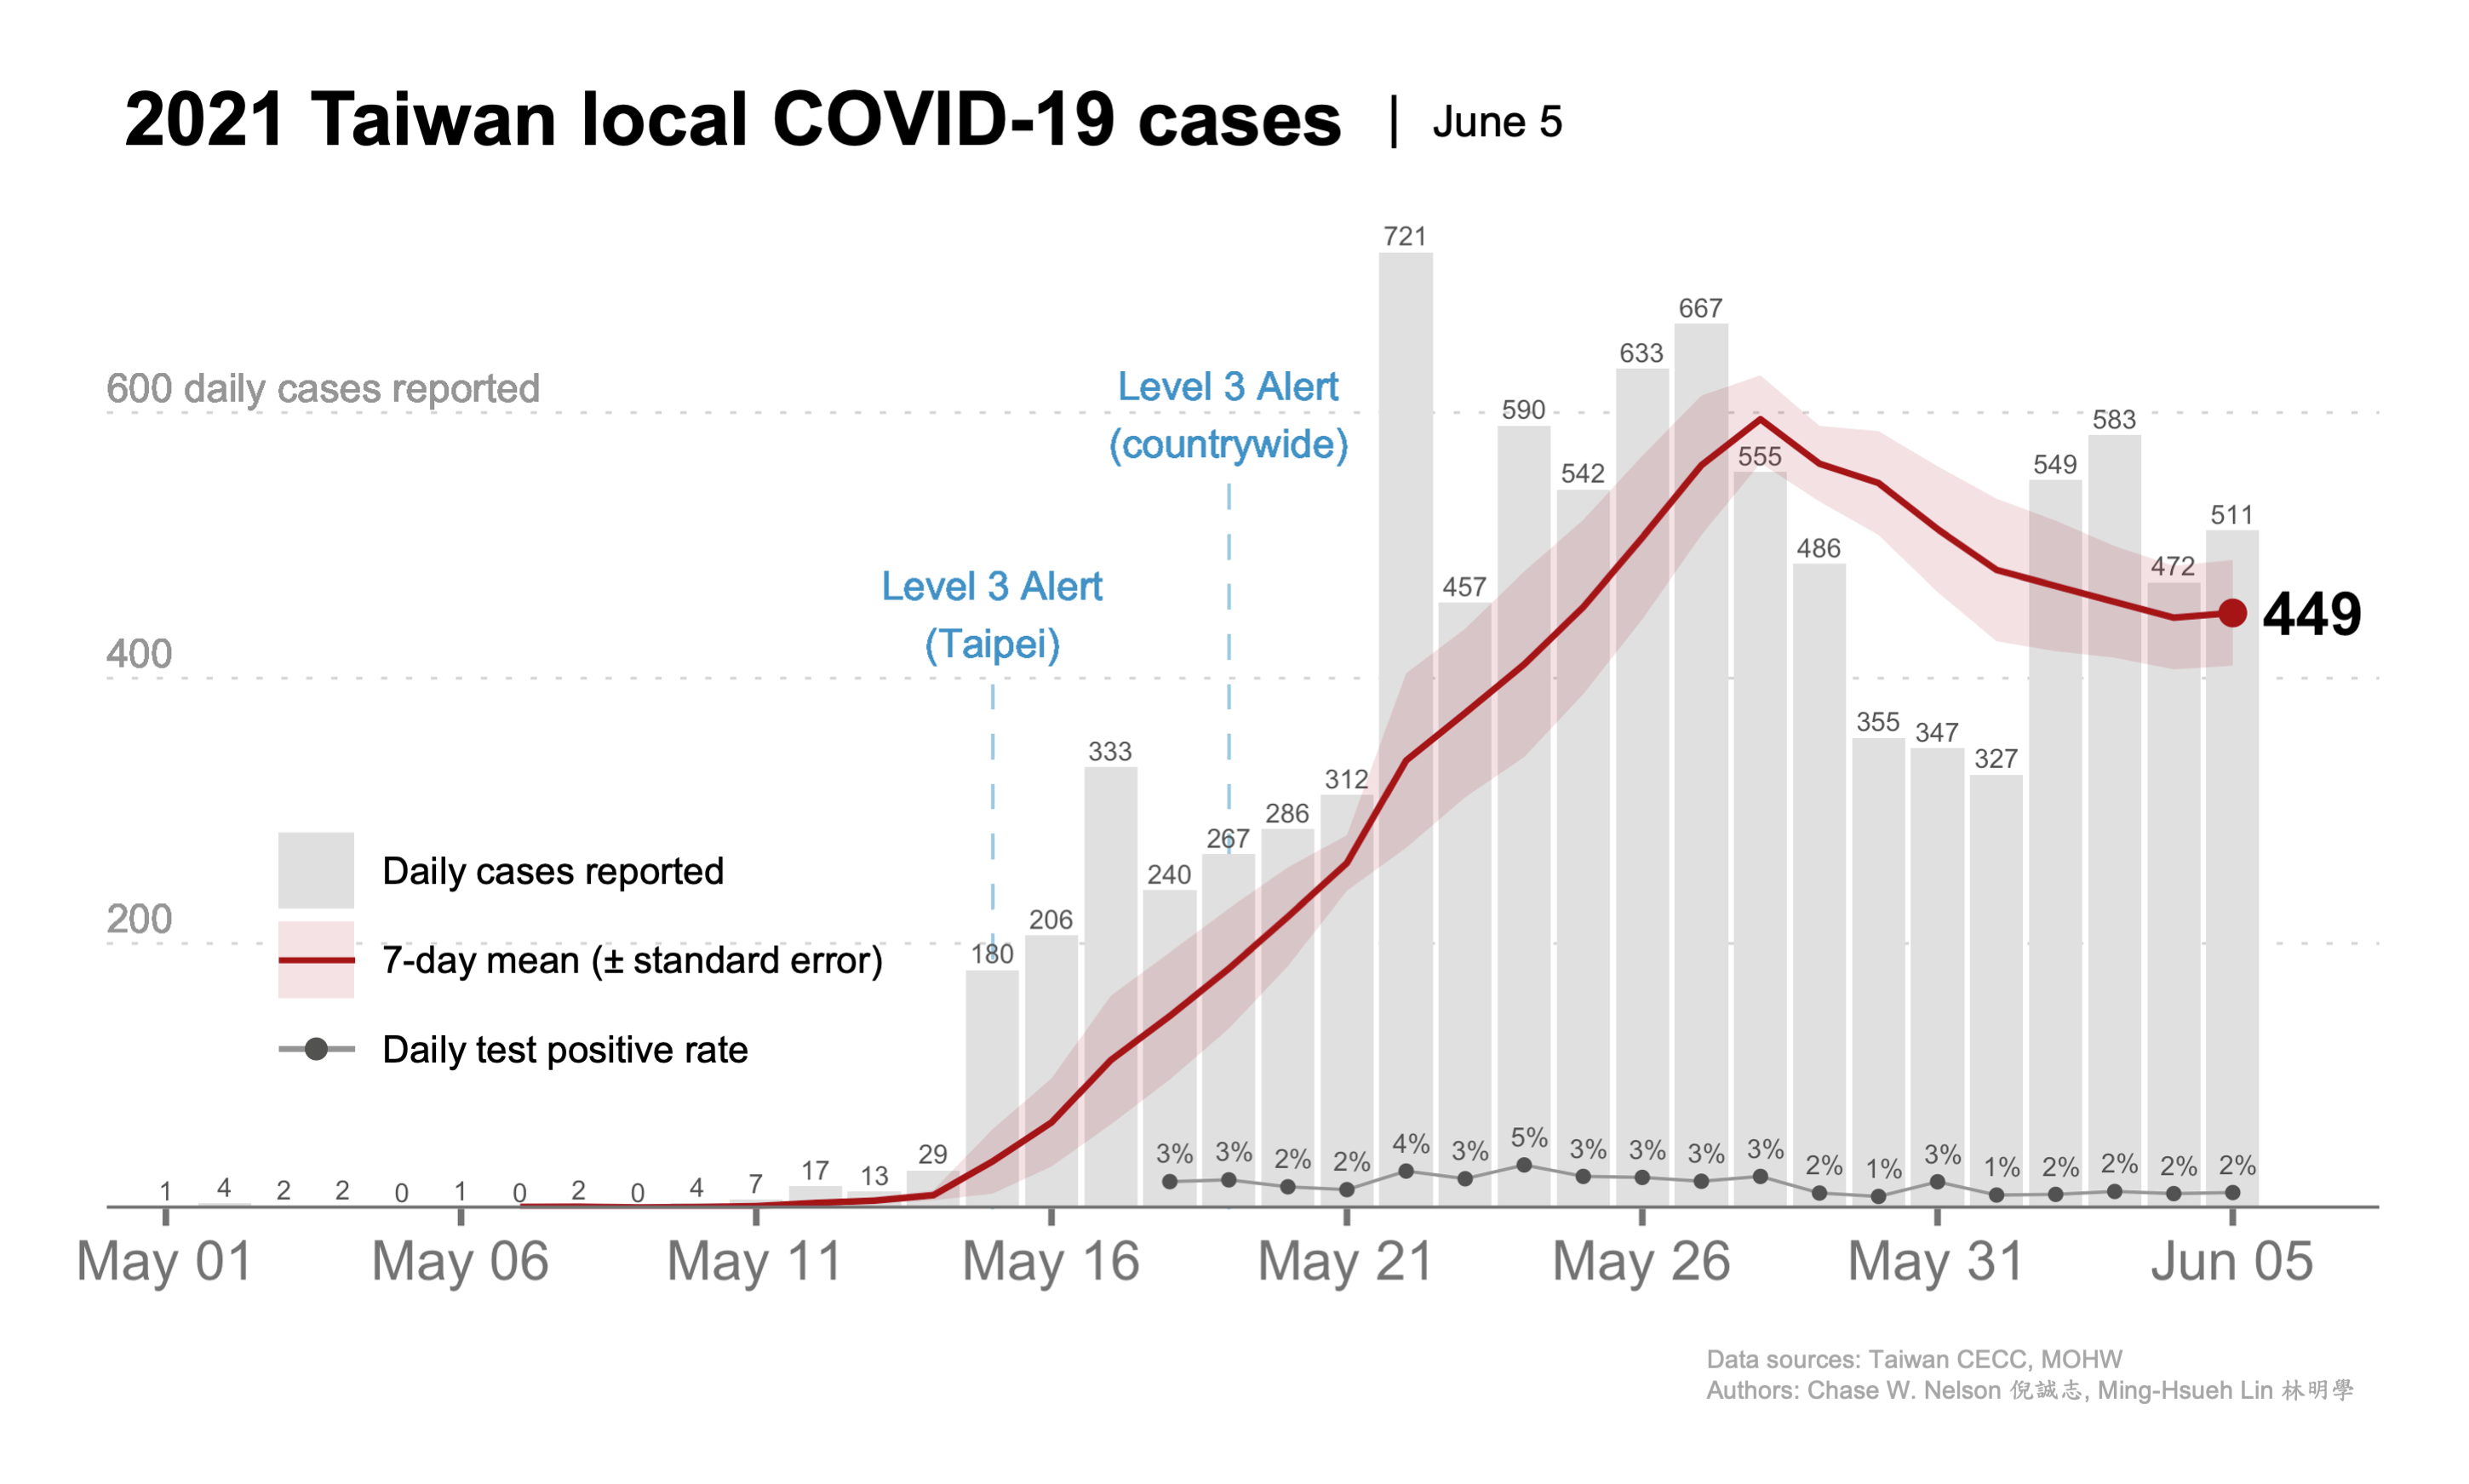 2021 Taiwan local COVID-19 cases | June 5
721
667
633
600 daily cases reported
Level 3 Alert
(countrywide)
590
583
555
542
549
511
486
472
457
Level 3 Alert
(Taipei)
449
400
355
347
333
327
312
286
267
240
206
200
180
Daily cases reported
7-day mean (± standard error)
Daily test positive rate
3% 3% 2% 2% 4% 3% 5% 3% 3% 3% 3% 2% 1% 3% 1% 2% 2% 2% 2%
1 4 2 2 0 1 0 2 0 4 7 17 13 29
May 01 May 06 May 11 May 16 May 21 May 26 May 31 Jun 05
Data sources: Taiwan CECC, MOHW
Authors: Chase W. Nelson 倪誠志, Ming-Hsueh Lin 林明學